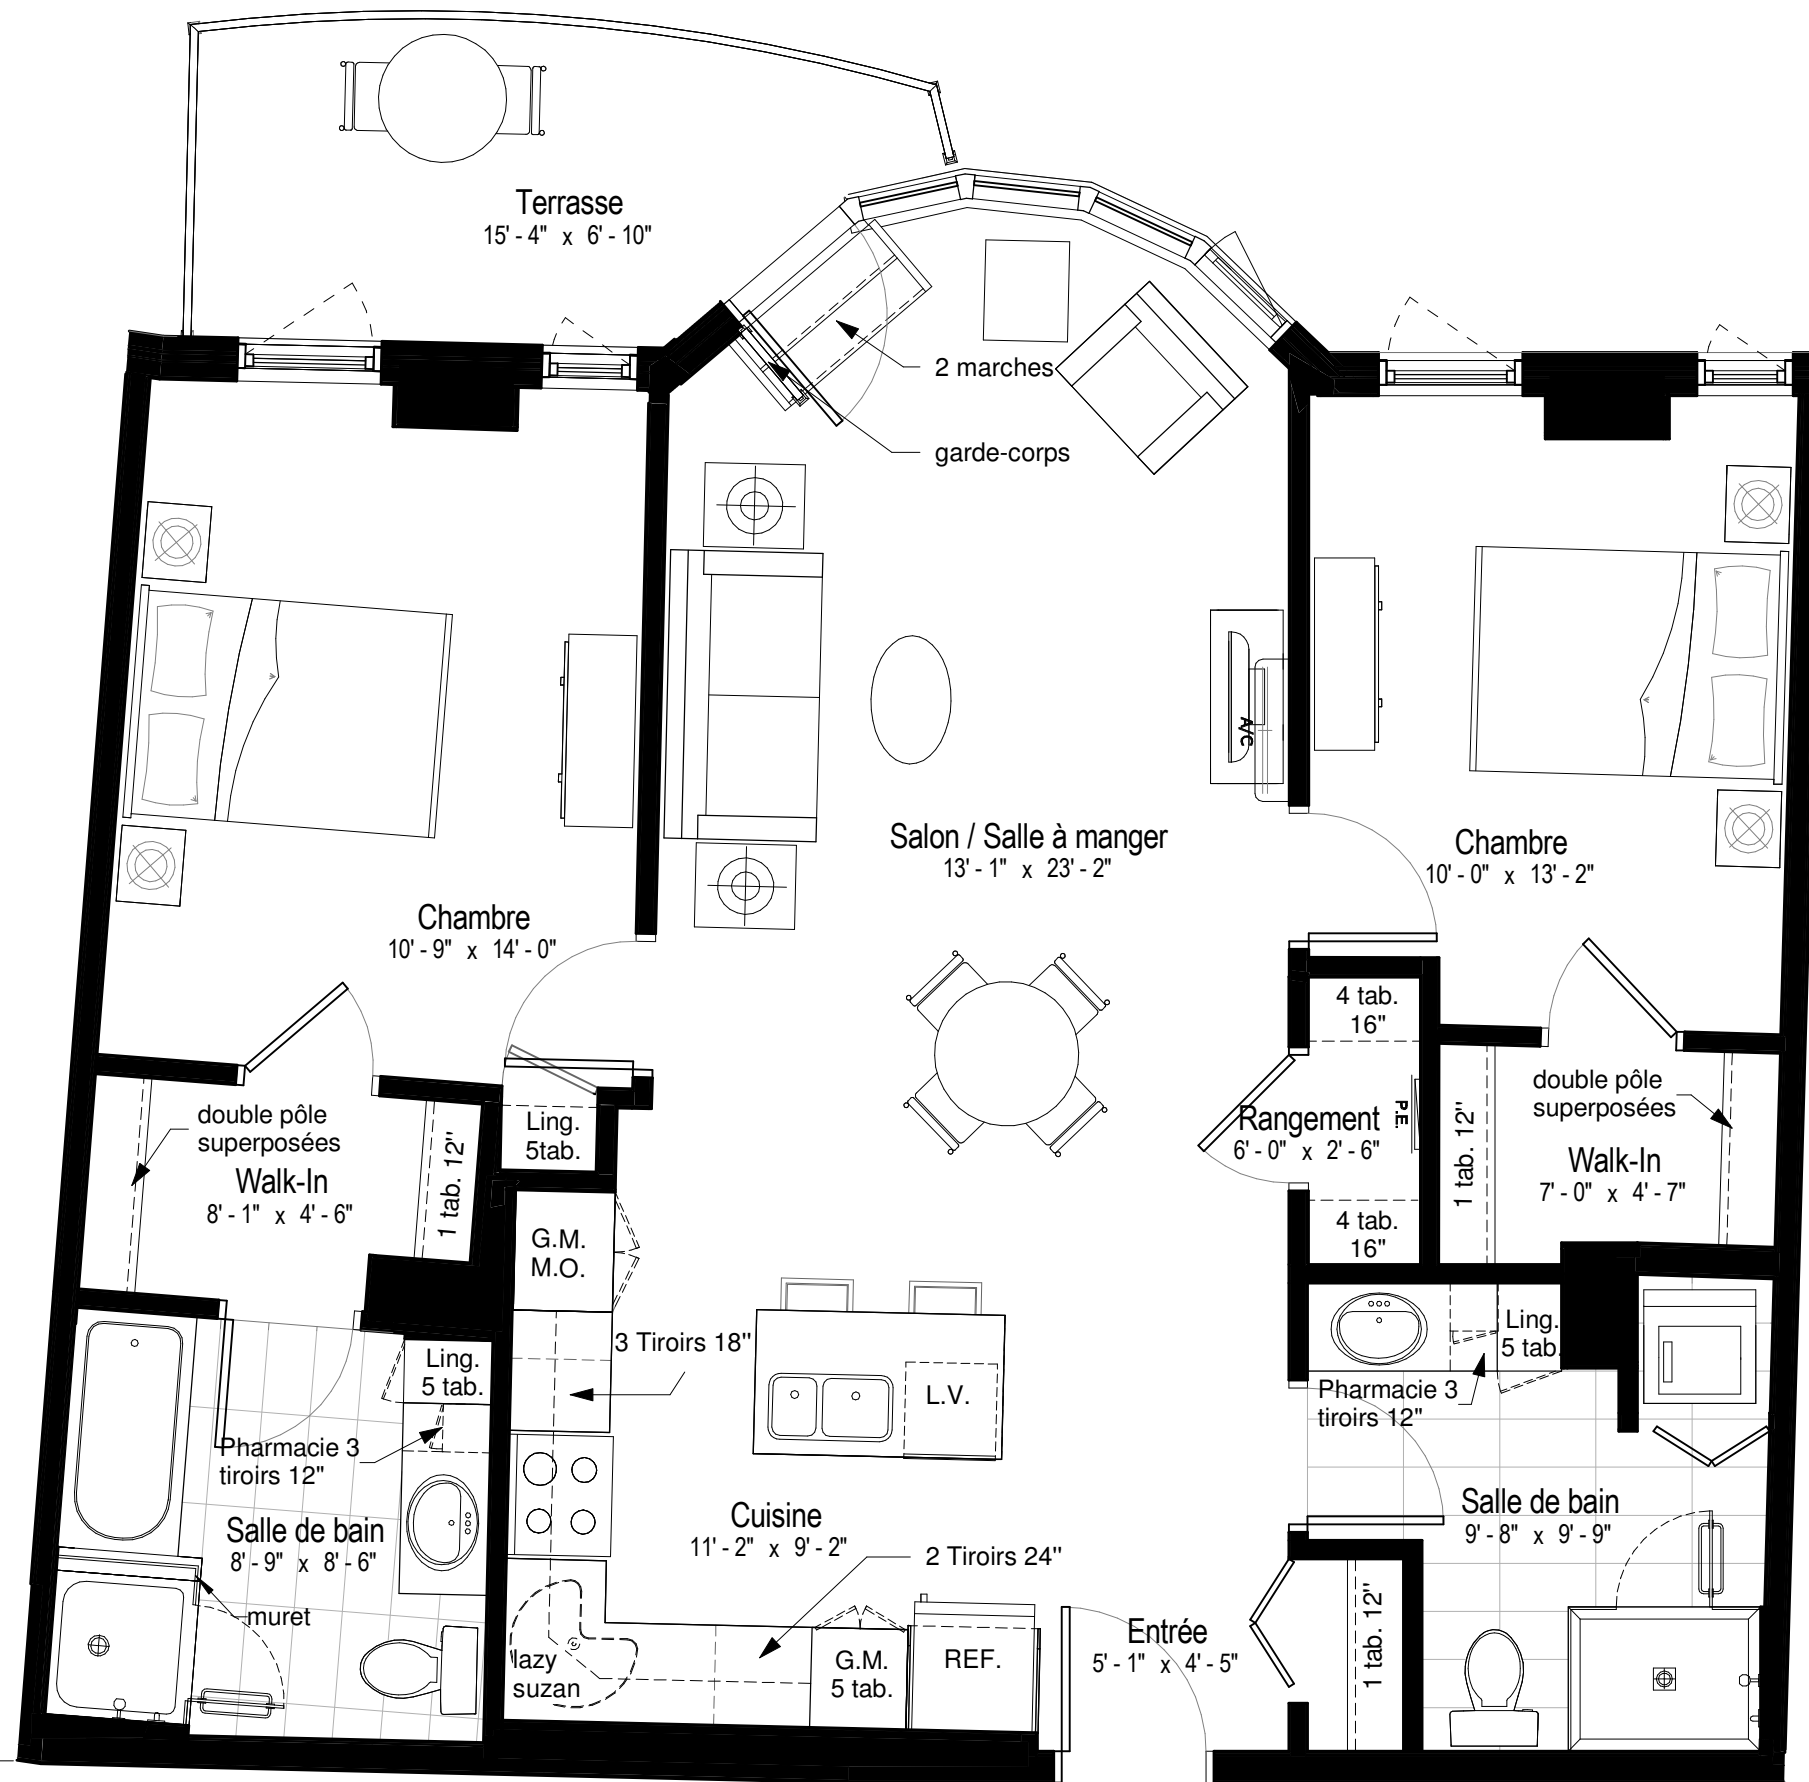 Terrasse
15' - 4" x 6' - 10"
2 marches
garde-corps
A/C
Salon / Salle à manger
13' - 1" x 23' - 2"
Chambre
10' - 0" x 13' - 2"
Chambre
10' - 9" x 14' - 0"
4 tab.
16"
double pôle
superposées
Walk-In
8' - 1" x 4' - 6"
1 tab. 12"
Ling.
5tab.
Rangement
6' - 0" x 2' - 6"
P.E.
1 tab. 12"
double pôle
superposées
Walk-In
7' - 0" x 4' - 7"
4 tab.
16"
G.M.
M.O.
3 Tiroirs 18"
L.V.
Ling.
5 tab.
Pharmacie 3
tiroirs 12"
Ling.
5 tab.
Pharmacie 3
tiroirs 12"
Salle de bain
8' - 9" x 8' - 6"
muret
Cuisine
11' - 2" x 9' - 2"
2 Tiroirs 24"
Salle de bain
9' - 8" x 9' - 9"
lazy
suzan
G.M.
5 tab.
REF.
Entrée
5' - 1" x 4' - 5"
1 tab. 12"